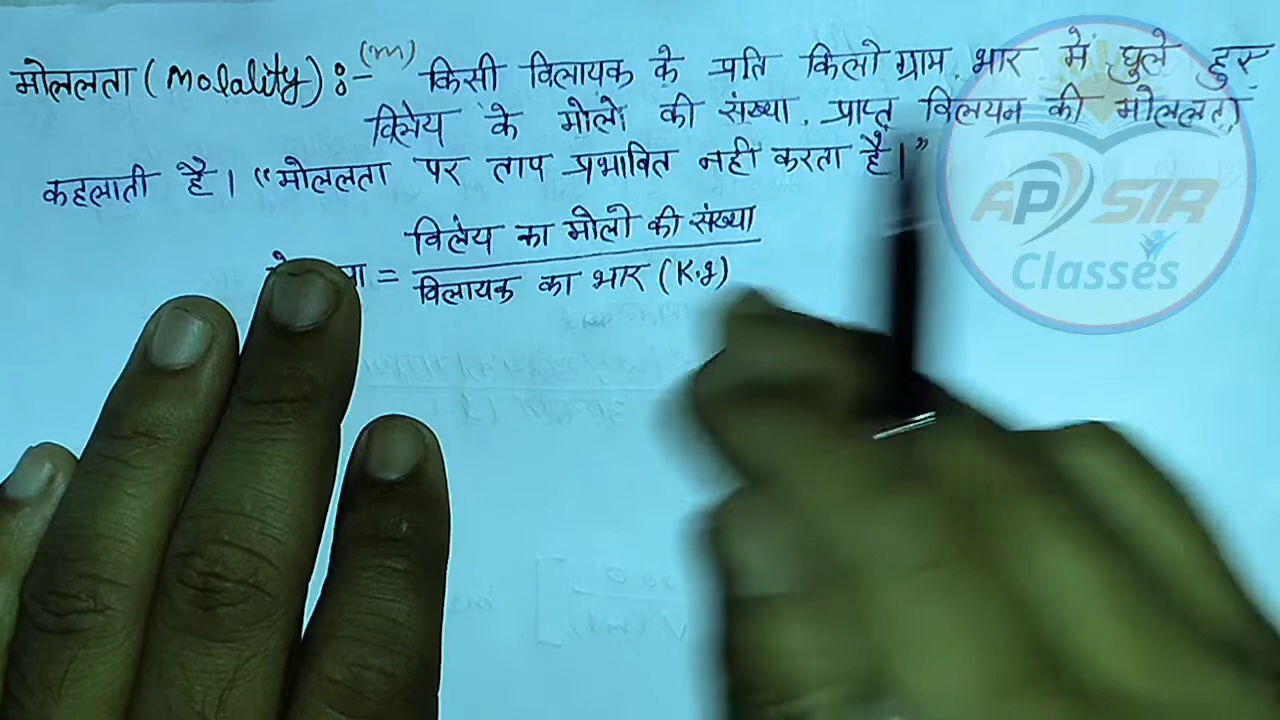 मोललता (Molality) :- (m) किसी विलायक के प्रति किलो ग्राम भार में घुले हुए
विलेय के मोलो की संख्या, प्राप्त विलयन की मोललता
कहलाती है। "मोललता पर ताप प्रभावित नही करता है।"
विलेय का मोलो की संख्या
= विलायक का भार (K.g)
AP SIR
Classes